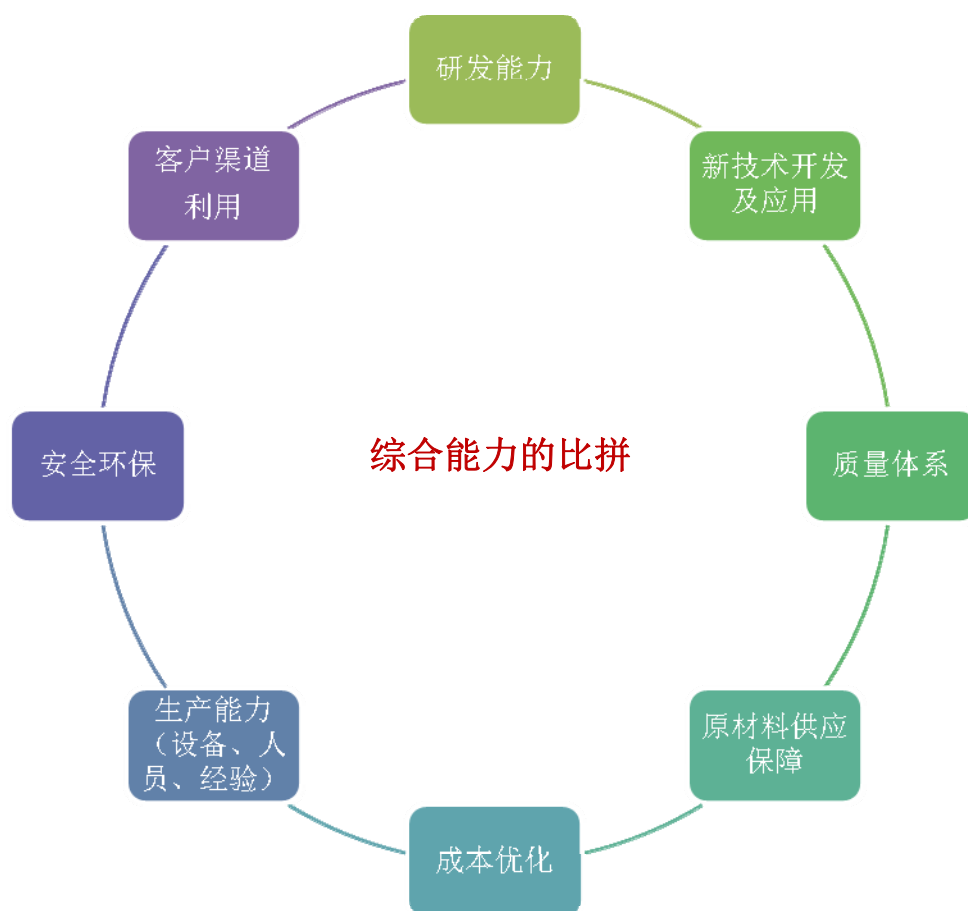 研发能力
新技术开发
及应用
质量体系
原材料供应
保障
成本优化
生产能力
（设备、人
员、经验）
安全环保
客户渠道
利用
综合能力的比拼